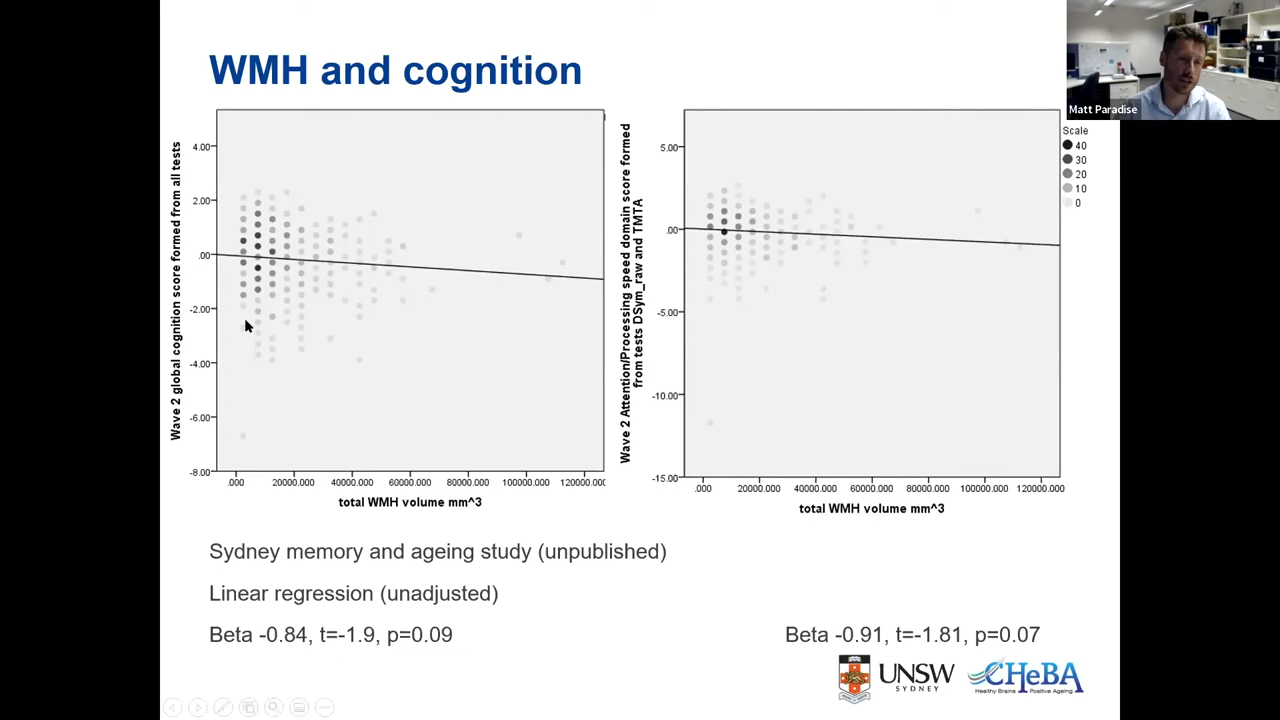 WMH and cognition
Matt Paradise
Wave 2 global cognition score formed from all tests
4.00
2.00
.00
-2.00
-4.00
-6.00
-8.00
.000 20000.000 40000.000 60000.000 80000.000 100000.000 120000.000
total WMH volume mm^3
Wave 2 Attention/Processing speed domain score formed
from tests DSym_raw and TMTA
5.00
.00
-5.00
-10.00
-15.00
.000 20000.000 40000.000 60000.000 80000.000 100000.000 120000.000
total WMH volume mm^3
Scale
40
30
20
10
0
Sydney memory and ageing study (unpublished)
Linear regression (unadjusted)
Beta -0.84, t=-1.9, p=0.09
Beta -0.91, t=-1.81, p=0.07
UNSW
SYDNEY
CHeBA
Healthy Brains Positive Ageing